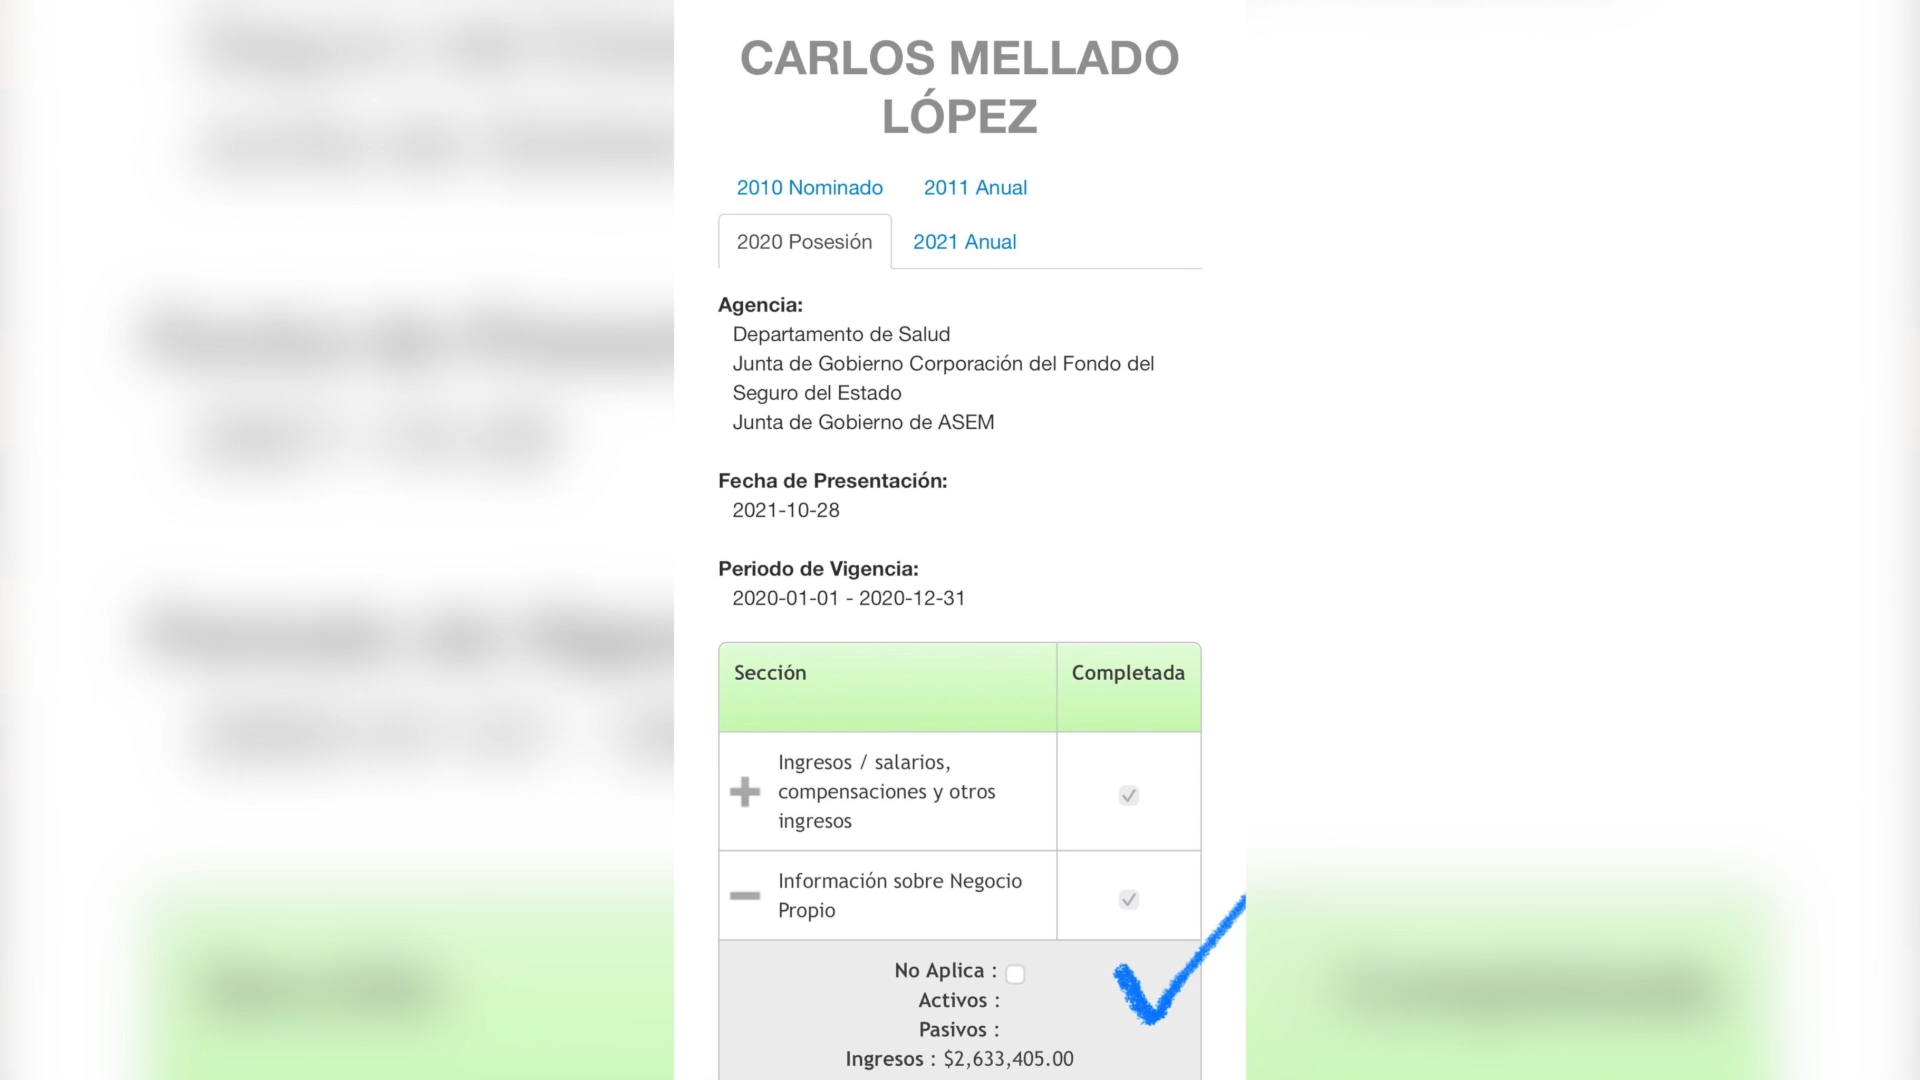 CARLOS MELLADO
LÓPEZ
2010 Nominado 2011 Anual
2020 Posesión 2021 Anual
Agencia:
Departamento de Salud
Junta de Gobierno Corporación del Fondo del
Seguro del Estado
Junta de Gobierno de ASEM
Fecha de Presentación:
2021-10-28
Periodo de Vigencia:
2020-01-01 - 2020-12-31
Sección Completada
Ingresos / salarios,
compensaciones y otros
ingresos
Información sobre Negocio
Propio
No Aplica :
Activos :
Pasivos :
Ingresos : $2,633,405.00